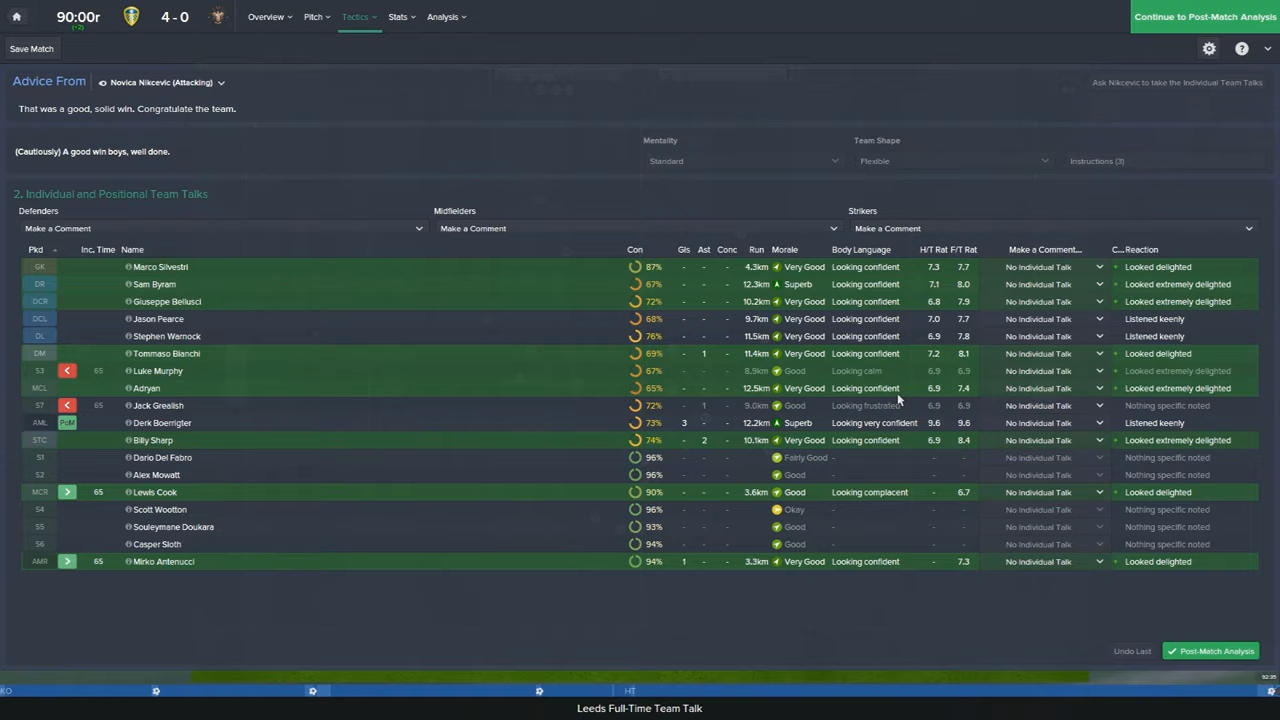 90:00r
(+2)
4 - 0
Overview
Pitch
Tactics
Stats
Analysis
Continue to Post-Match Analysis
Save Match
?
Advice From
Novica Nikcevic (Attacking)
Ask Nikcevic to take the Individual Team Talks
That was a good, solid win. Congratulate the team.
Mentality
Team Shape
(Cautiously) A good win boys, well done.
Standard
Flexible
Instructions (3)
2. Individual and Positional Team Talks
Defenders
Midfielders
Strikers
Make a Comment
Make a Comment
Make a Comment
Pkd Inc. Time Name Con Gls Ast Conc Run Morale Body Language H/T Rat F/T Rat Make a Comment... C... Reaction
GK Marco Silvestri 87% - - - 4.3km Very Good Looking confident 7.3 7.7 No Individual Talk Looked delighted
DR Sam Byram 67% - - - 12.3km Superb Looking confident 7.1 8.0 No Individual Talk Looked extremely delighted
DCR Giuseppe Bellusci 72% - - - 10.2km Very Good Looking confident 6.8 7.9 No Individual Talk Looked extremely delighted
DCL Jason Pearce 68% - - - 9.7km Very Good Looking confident 7.0 7.7 No Individual Talk Listened keenly
DL Stephen Warnock 76% - - - 11.5km Very Good Looking confident 6.9 7.8 No Individual Talk Listened keenly
DM Tommaso Bianchi 69% - 1 - 11.4km Very Good Looking confident 7.2 8.1 No Individual Talk Looked delighted
S3 65 Luke Murphy 67% - - - 8.9km Good Looking calm 6.9 6.9 No Individual Talk Looked extremely delighted
MCL Adryan 65% - - - 12.5km Very Good Looking confident 6.9 7.4 No Individual Talk Looked extremely delighted
S7 65 Jack Grealish 72% - 1 - 9.0km Good Looking frustrated 6.9 6.9 No Individual Talk Nothing specific noted
AML PoM Derk Boerrigter 73% 3 - - 12.2km Superb Looking very confident 9.6 9.6 No Individual Talk Listened keenly
STC Billy Sharp 74% - 2 - 10.1km Very Good Looking confident 6.9 8.4 No Individual Talk Looked extremely delighted
S1 Dario Del Fabro 96% - - - Fairly Good - - - No Individual Talk Nothing specific noted
S2 Alex Mowatt 96% - - - Good - - - No Individual Talk Nothing specific noted
MCR 65 Lewis Cook 90% - - - 3.6km Good Looking complacent - 6.7 No Individual Talk Looked delighted
S4 Scott Wootton 96% - - - Okay - - - No Individual Talk Nothing specific noted
S5 Souleymane Doukara 93% - - - Good - - - No Individual Talk Nothing specific noted
S6 Casper Sloth 94% - - - Good - - - No Individual Talk Nothing specific noted
AMR 65 Mirko Antenucci 94% 1 - - 3.3km Very Good Looking confident - 7.3 No Individual Talk Looked delighted
Undo Last
Post-Match Analysis
92:35
KO
HT
Leeds Full-Time Team Talk